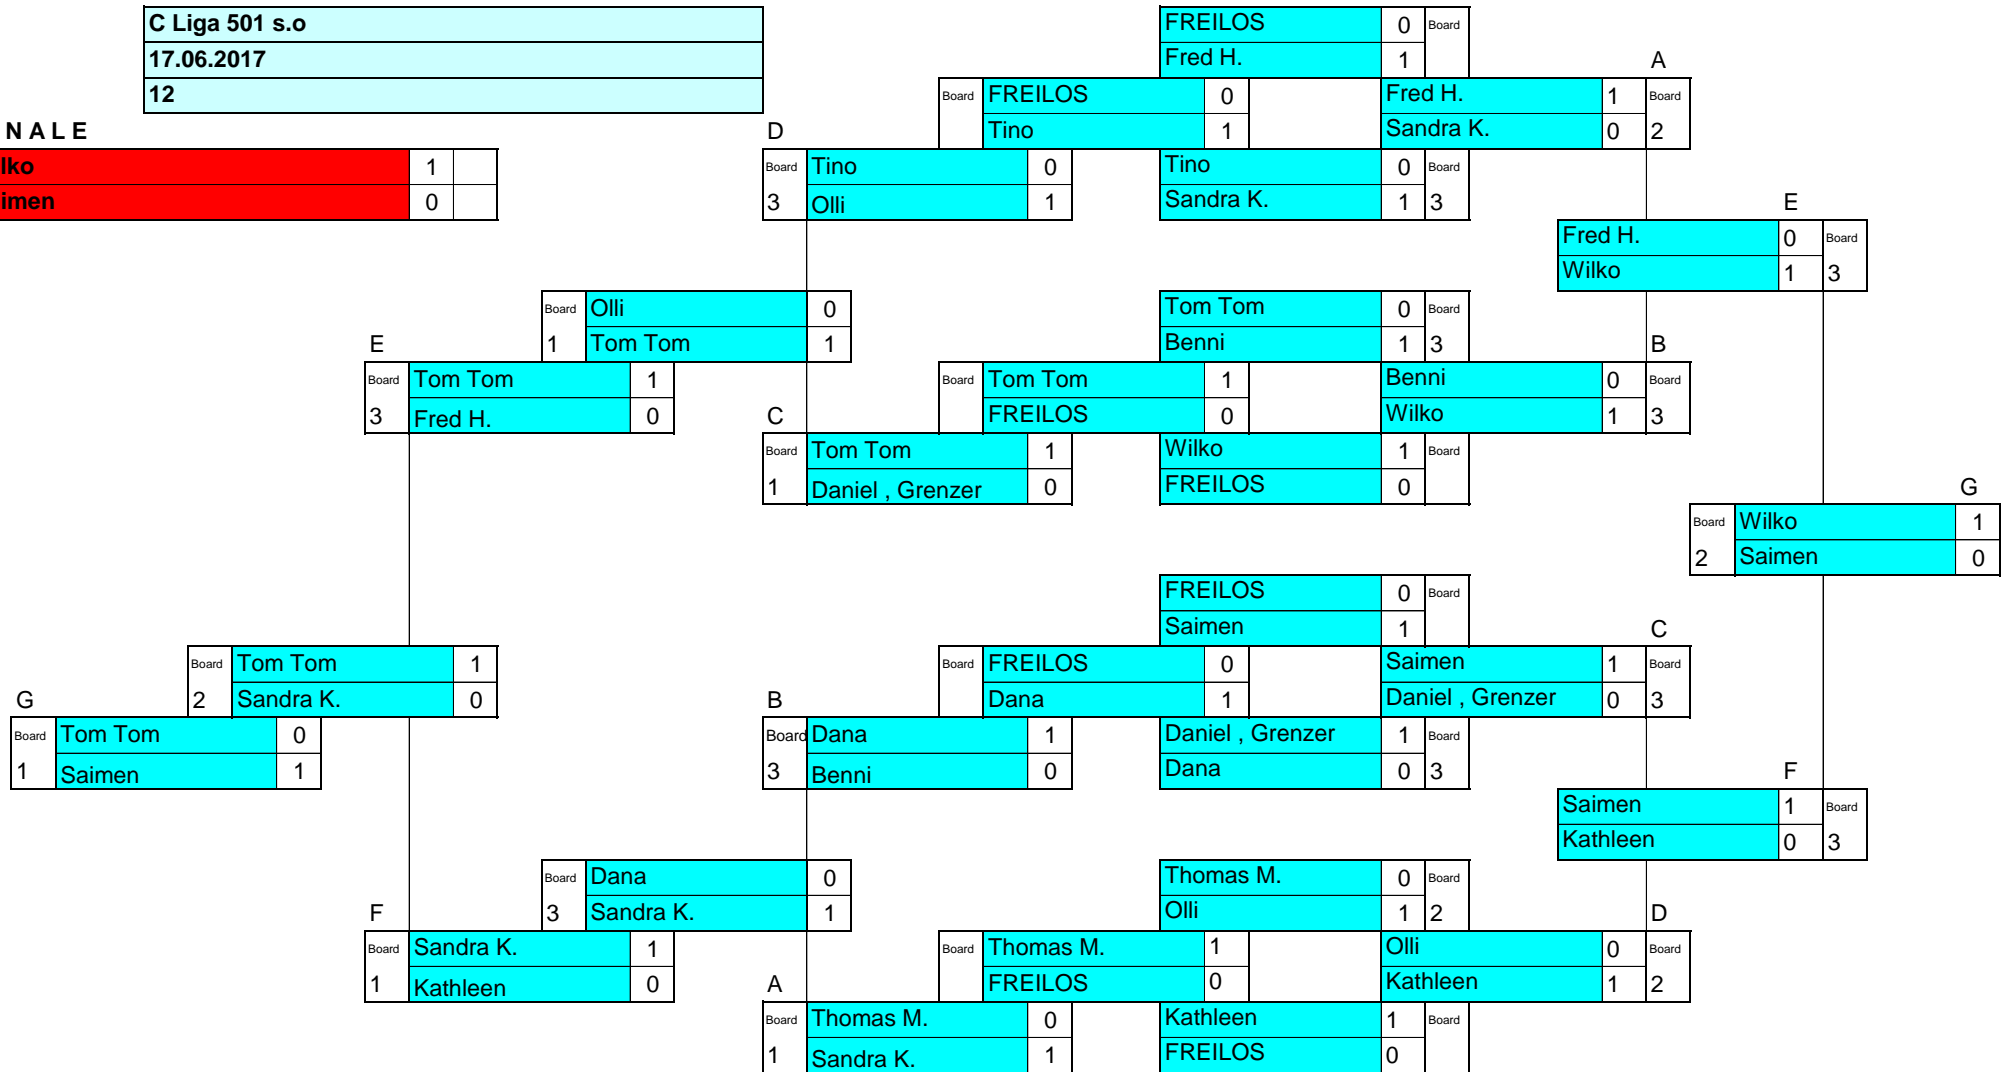 C Liga 501 s.o
FREILOS 0 Board
17.06.2017
Fred H. 1
A
12
Board FREILOS 0
Fred H. 1 Board
N A L E
D
Tino 1
Sandra K. 0 2
lko 1
Board Tino 0
Tino 0 Board
imen 0
3 Olli 1
Sandra K. 1 3
E
Fred H. 0 Board
Wilko 1 3
Board Olli 0
Tom Tom 0 Board
E
1 Tom Tom 1
Benni 1 3
B
Board Tom Tom 1
Board Tom Tom 1
Benni 0 Board
3 Fred H. 0
C
FREILOS 0
Wilko 1 3
Board Tom Tom 1
Wilko 1 Board
1 Daniel , Grenzer 0
FREILOS 0
G
Board Wilko 1
2 Saimen 0
FREILOS 0 Board
Saimen 1
C
Board Tom Tom 1
Board FREILOS 0
Saimen 1 Board
G
2 Sandra K. 0
B
Dana 1
Daniel , Grenzer 0 3
Board Tom Tom 0
Board Dana 1
Daniel , Grenzer 1 Board
1 Saimen 1
3 Benni 0
Dana 0 3
F
Saimen 1 Board
Kathleen 0 3
Board Dana 0
Thomas M. 0 Board
F
3 Sandra K. 1
Olli 1 2
D
Board Sandra K. 1
Board Thomas M. 1
Olli 0 Board
1 Kathleen 0
A
FREILOS 0
Kathleen 1 2
Board Thomas M. 0
Kathleen 1 Board
1 Sandra K. 1
FREILOS 0